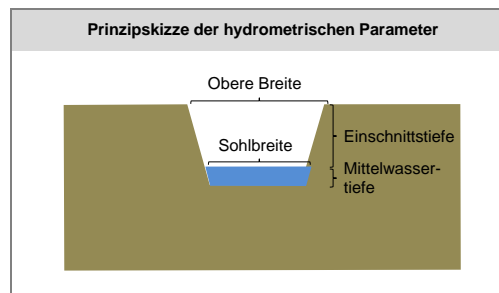 Prinzipskizze der hydrometrischen Parameter
Obere Breite
Sohlbreite
Einschnittstiefe
Mittelwasser-
tiefe